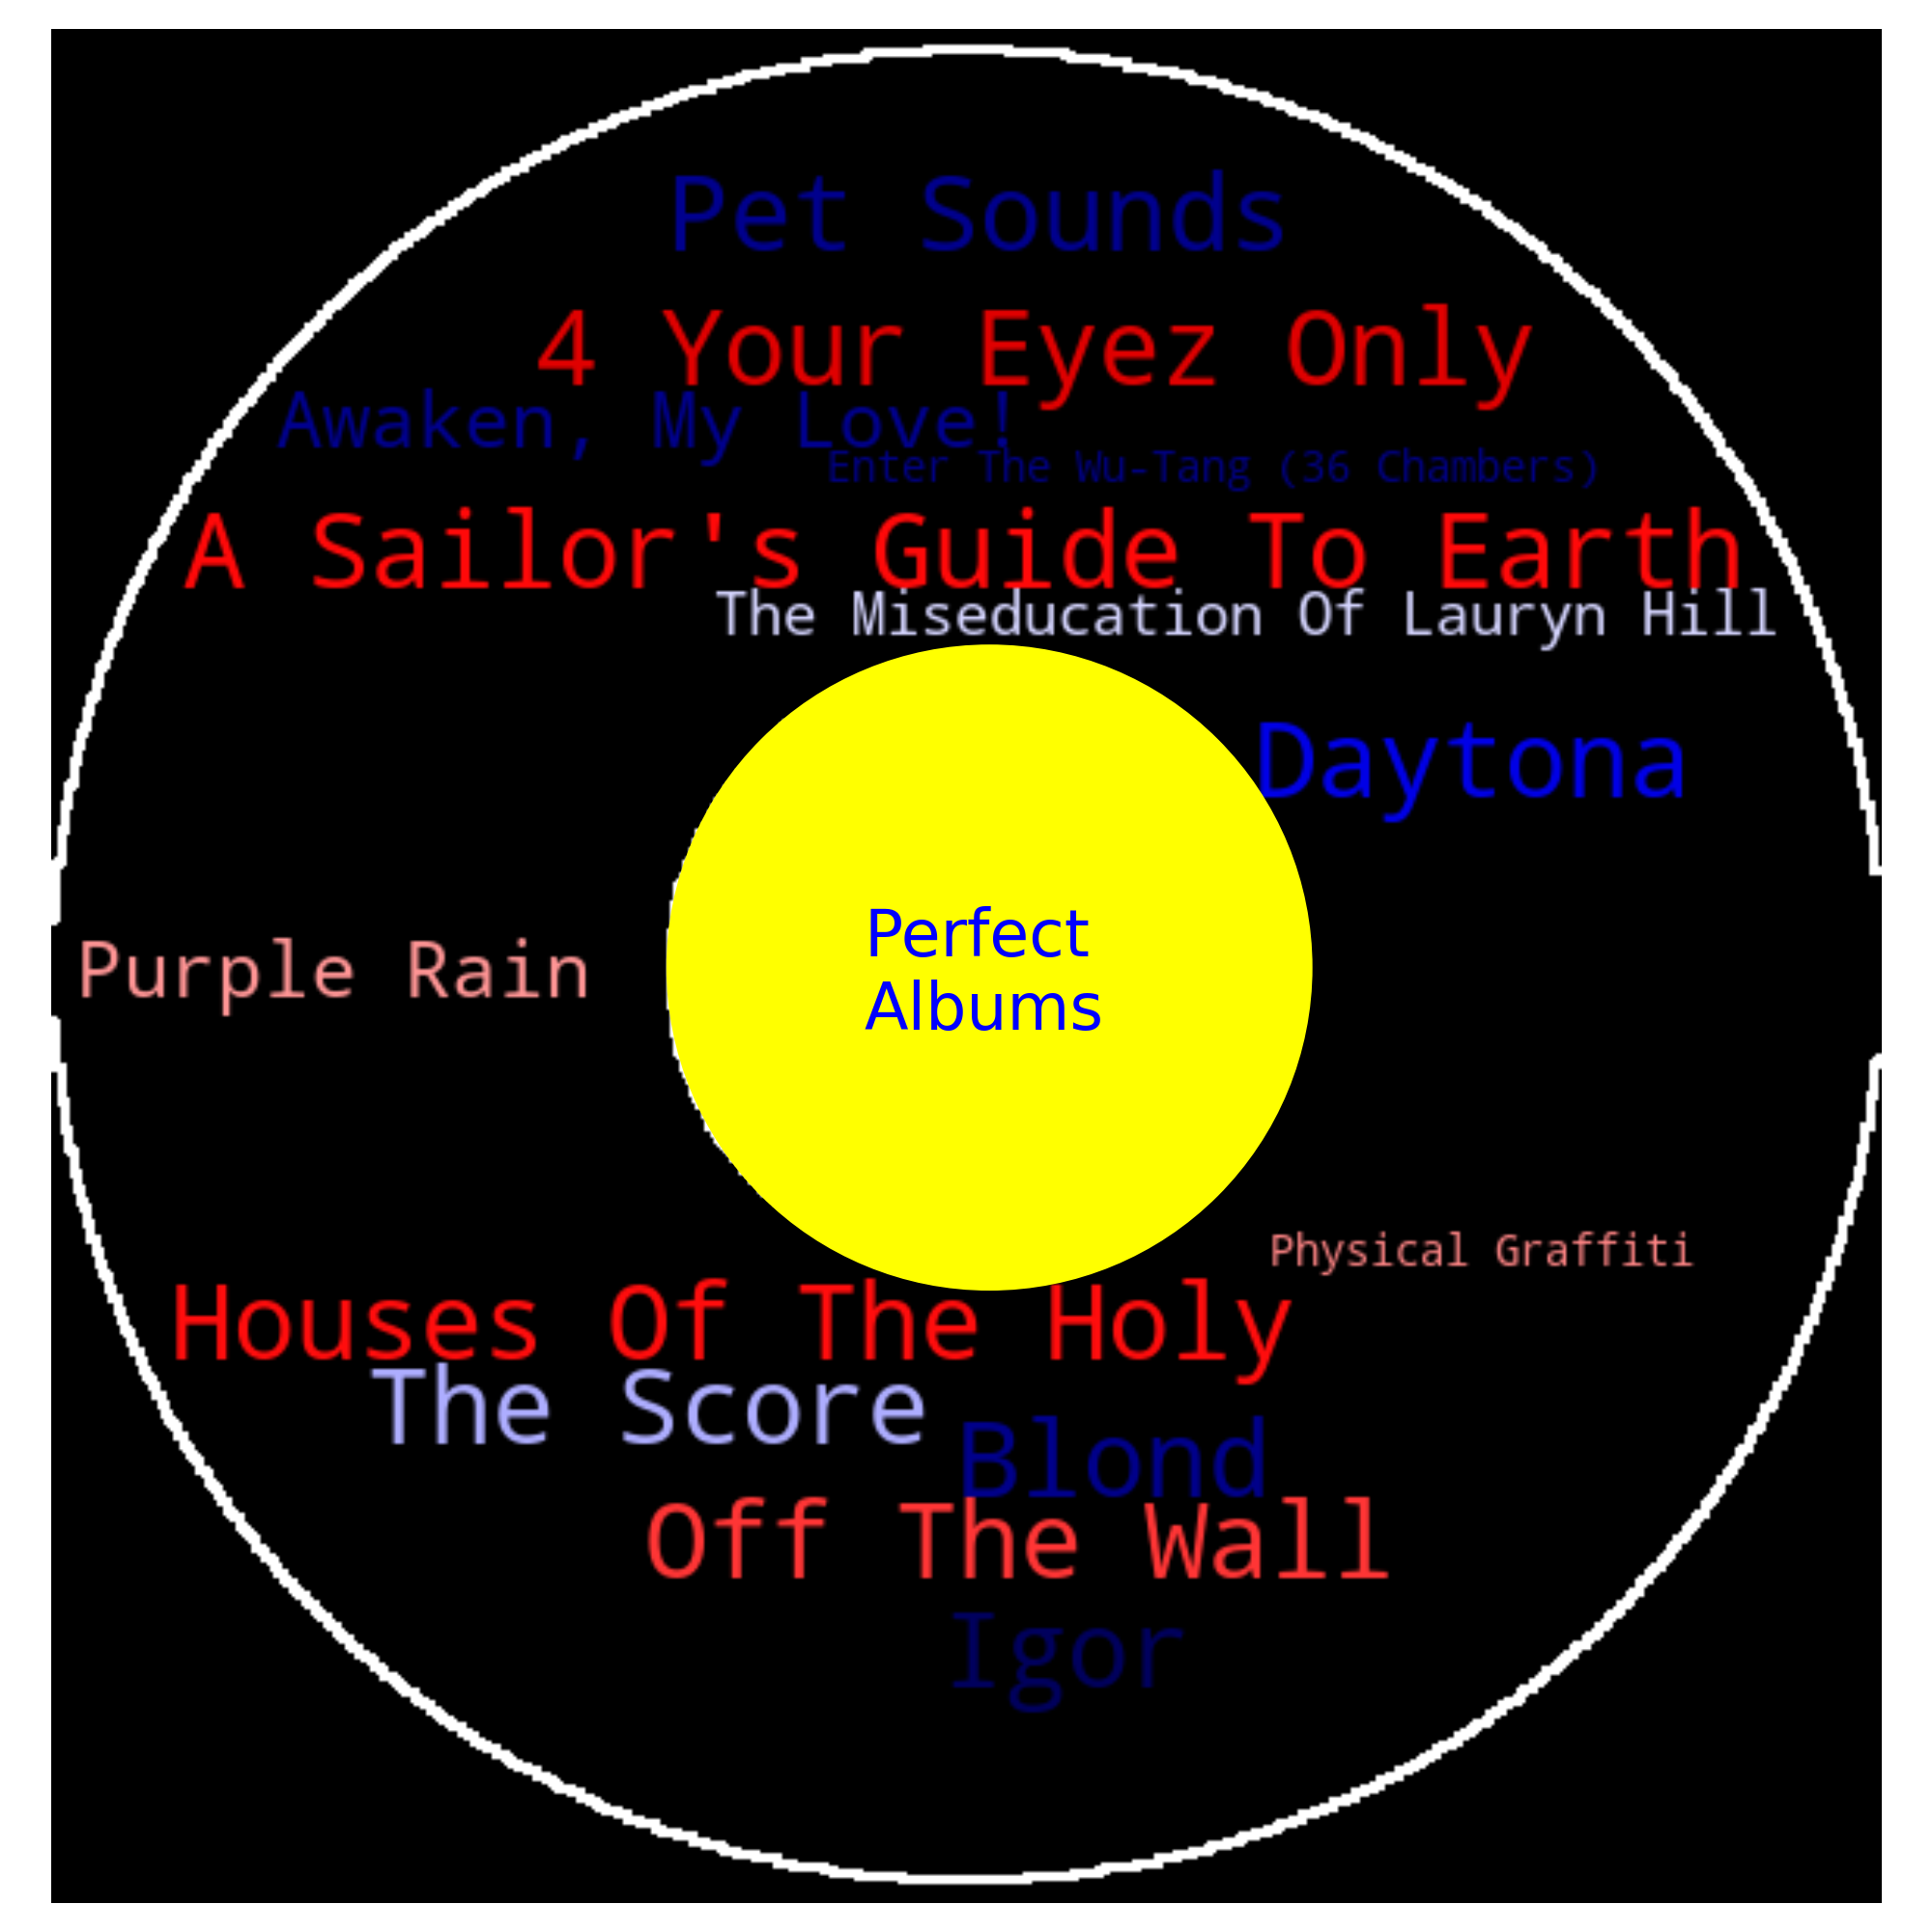 Pet Sounds
4 Your Eyez Only
Awaken, My Love!
Enter The Wu-Tang (36 Chambers)
A Sailor's Guide To Earth
The Miseducation Of Lauryn Hill
Daytona
Perfect
Albums
Purple Rain
Physical Graffiti
Houses Of The Holy
The Score
Blond
Off The Wall
Igor